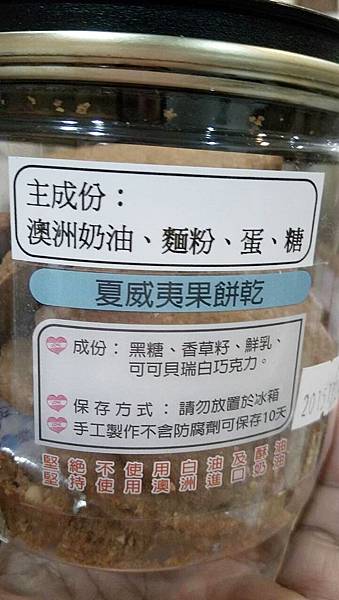 主成份：
澳洲奶油、麵粉、蛋、糖
夏威夷果餅乾
成份：黑糖、香草籽、鮮乳、
可可貝瑞白巧克力。
保存方式：請勿放置於冰箱
手工製作不含防腐劑可保存10天
堅絕不使用白油及酥油
堅持使用澳洲進口奶油
2015